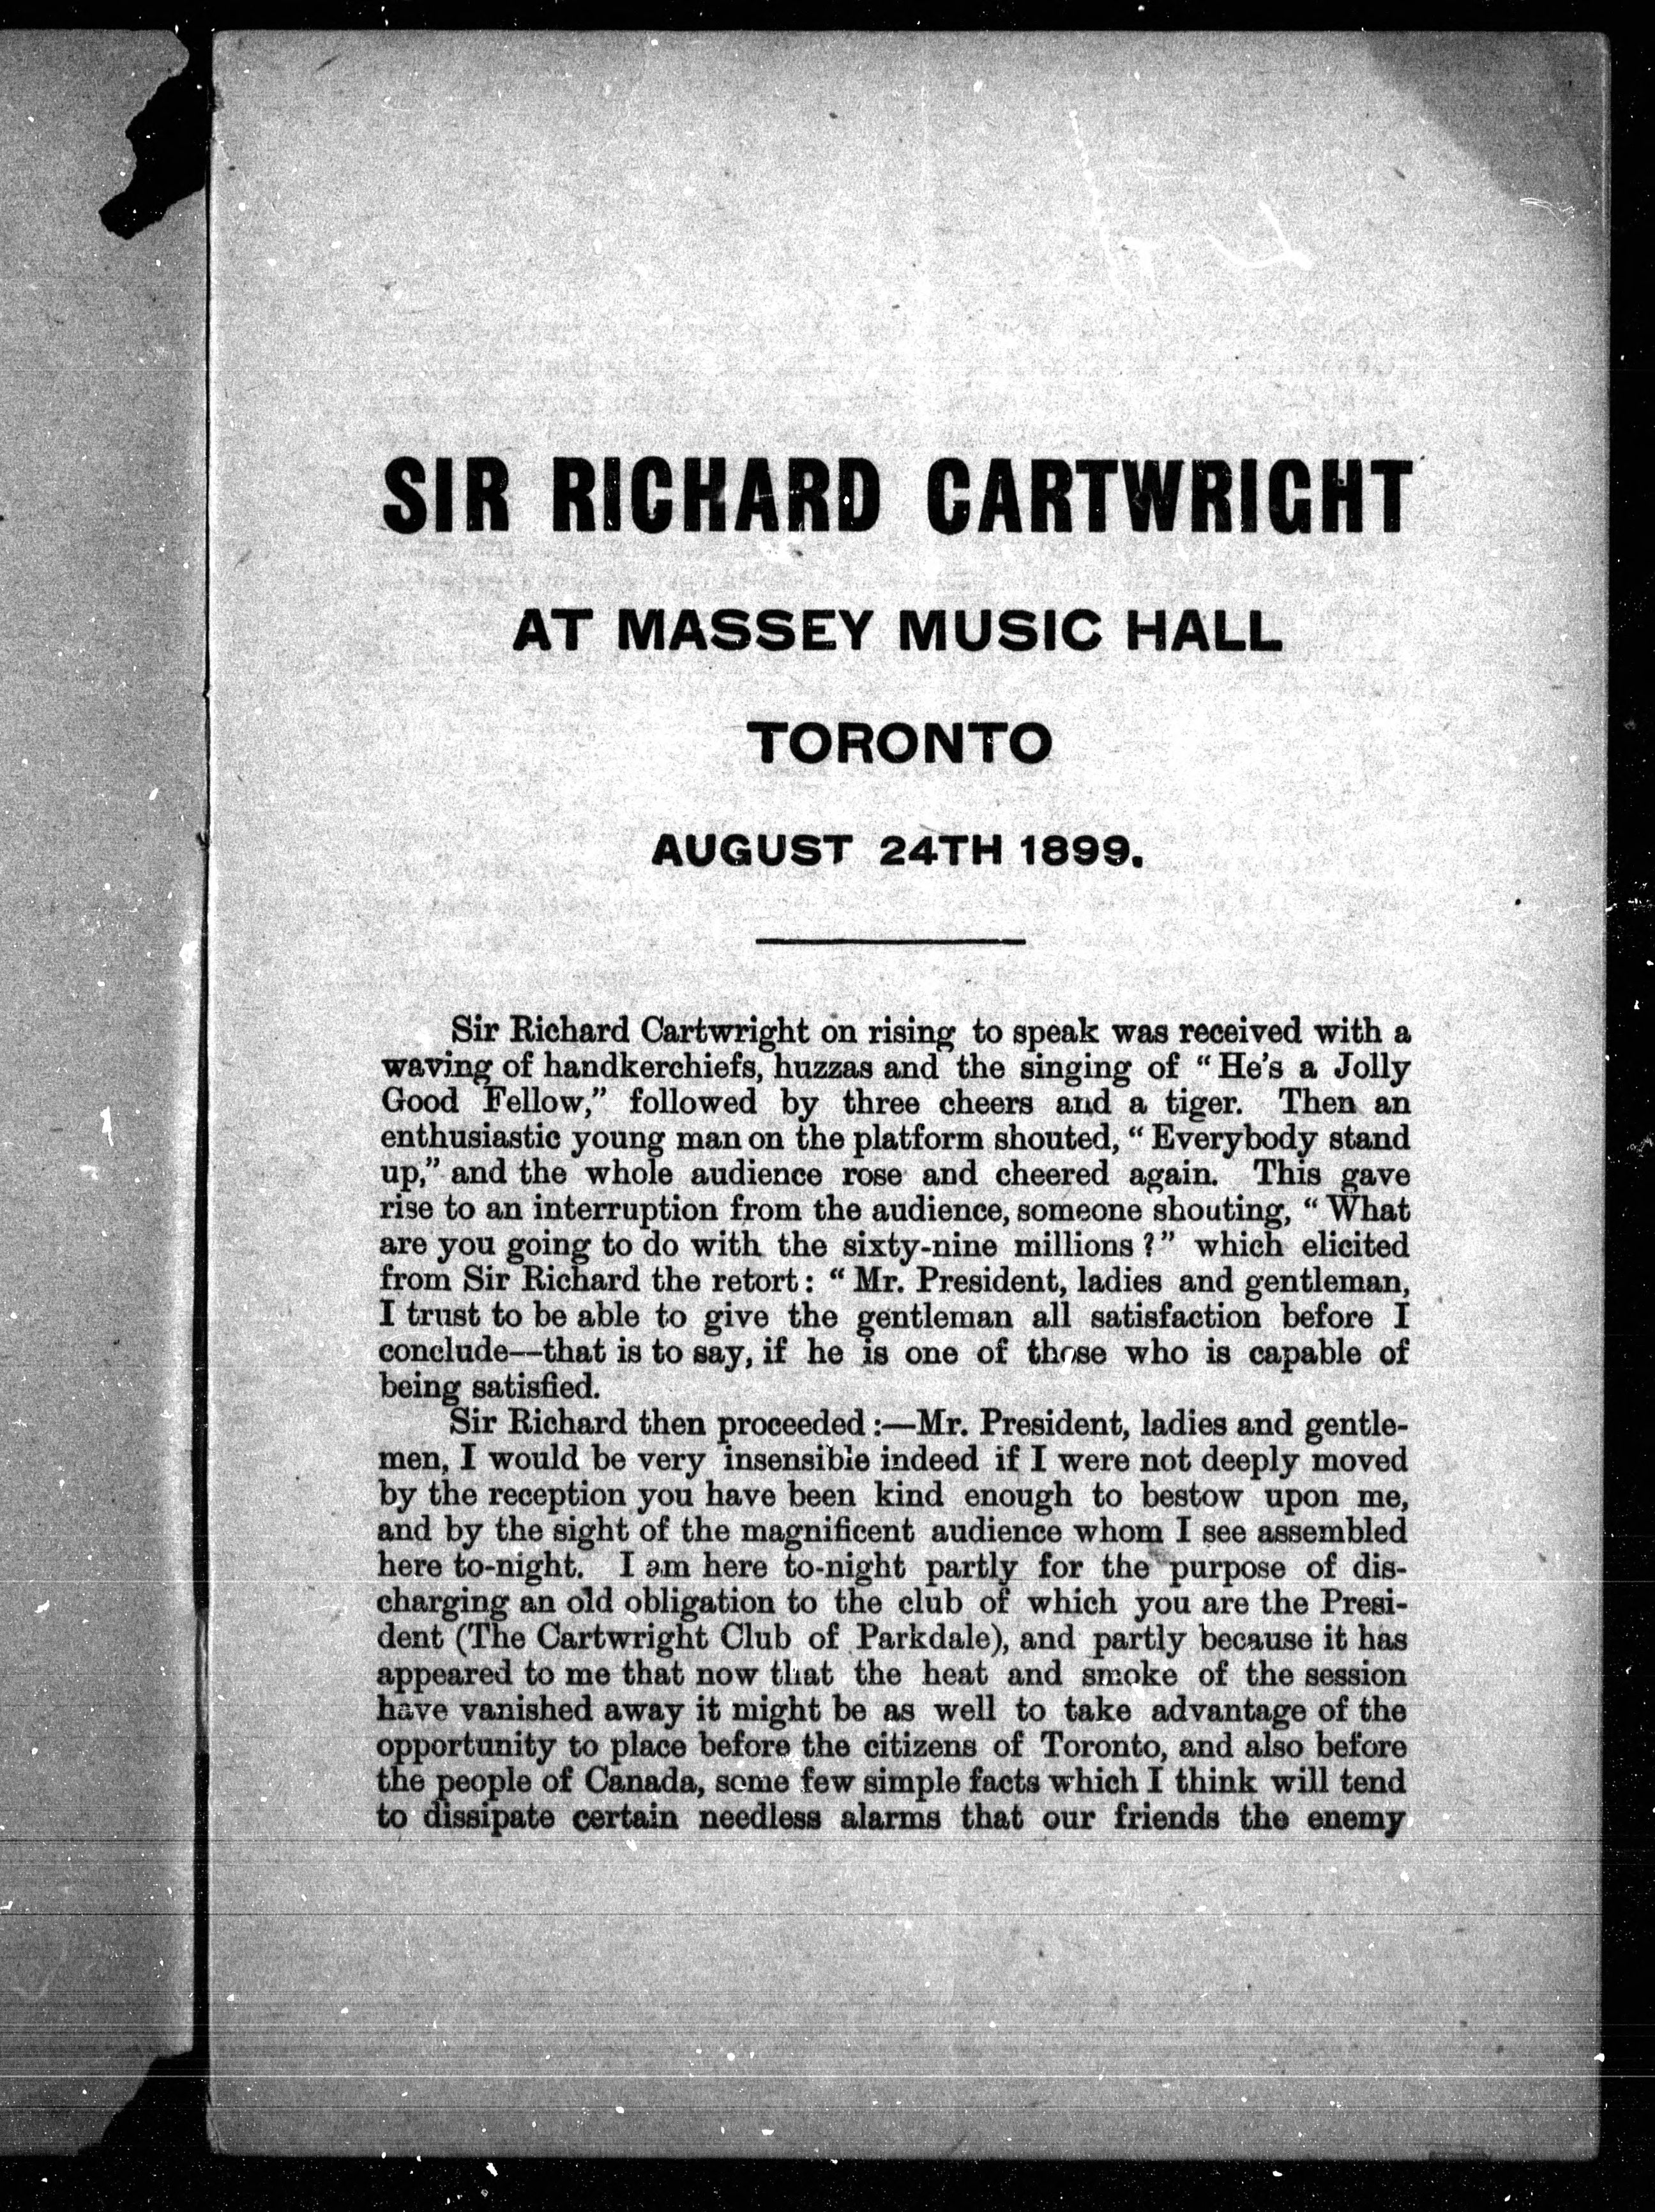 SIR RICHARD CARTWRIGHT
AT MASSEY MUSIC HALL
TORONTO
AUGUST 24TH 1899.
Sir Richard Cartwright on rising to speak was received with a
waving of handkerchiefs, huzzas and the singing of "He's a Jolly
Good Fellow," followed by three cheers and a tiger. Then an
enthusiastic young man on the platform shouted, "Everybody stand
up," and the whole audience rose and cheered again. This gave
rise to an interruption from the audience, someone shouting, "What
are you going to do with the sixty-nine millions?" which elicited
from Sir Richard the retort: "Mr. President, ladies and gentleman,
I trust to be able to give the gentleman all satisfaction before I
conclude—that is to say, if he is one of those who is capable of
being satisfied.
Sir Richard then proceeded:—Mr. President, ladies and gentle-
men, I would be very insensible indeed if I were not deeply moved
by the reception you have been kind enough to bestow upon me,
and by the sight of the magnificent audience whom I see assembled
here to-night. I am here to-night partly for the purpose of dis-
charging an old obligation to the club of which you are the Presi-
dent (The Cartwright Club of Parkdale), and partly because it has
appeared to me that now that the heat and smoke of the session
have vanished away it might be as well to take advantage of the
opportunity to place before the citizens of Toronto, and also before
the people of Canada, some few simple facts which I think will tend
to dissipate certain needless alarms that our friends the enemy